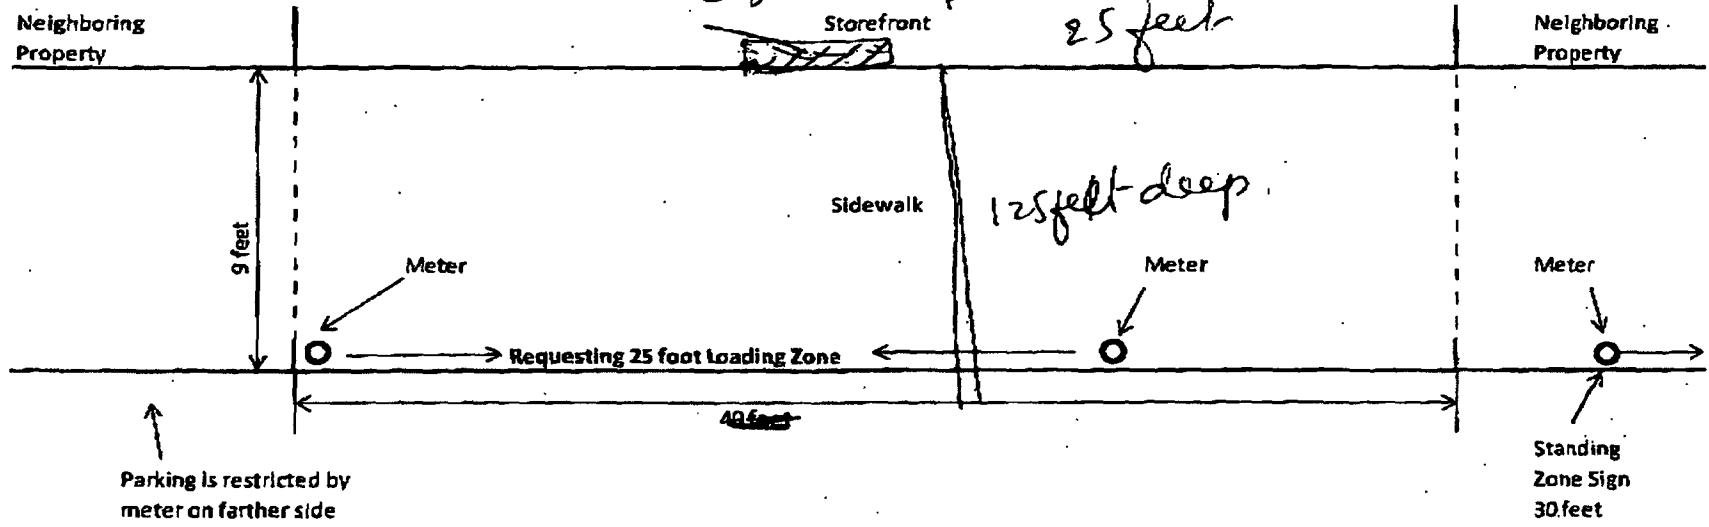 Neighboring
Property
Storefront
25 feet
Neighboring
Property
9 feet
Sidewalk
125 feet deep.
Meter
Meter
Meter
Requesting 25 foot Loading Zone
40 feet
Parking is restricted by
meter on farther side
Standing
Zone Sign
30 feet